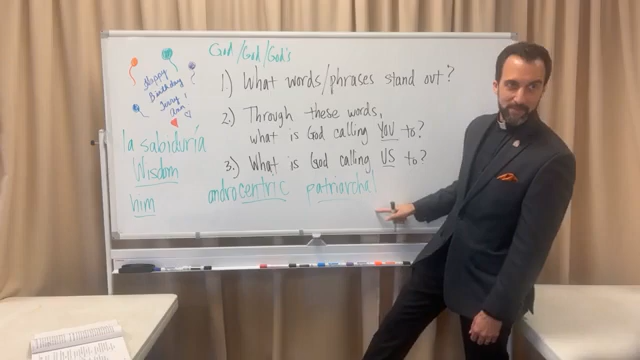 God/God/God's
Happy
Birthday
Ann
1.) What words/phrases stand out?
2.) Through these words,
what is God calling YOU to?
3.) What is God calling US to?
la sabiduría
Wisdom
him
androcentric patriarchal